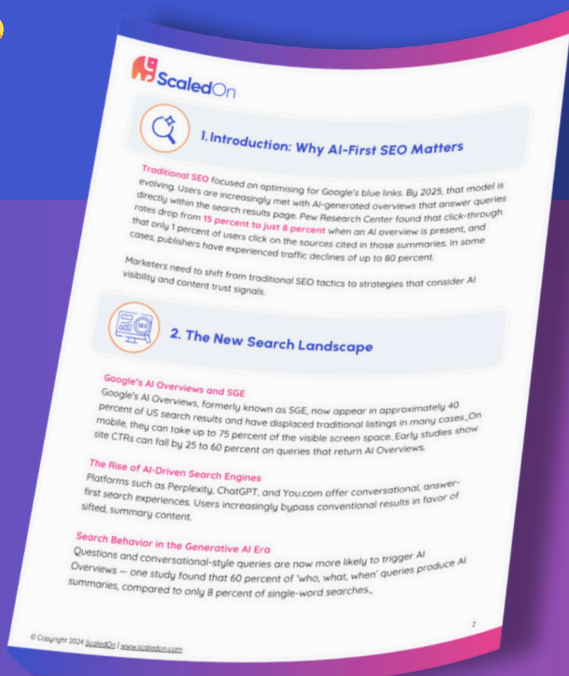 ScaledOn
1. Introduction: Why AI-First SEO Matters
Traditional SEO focused on optimising for Google's blue links. By 2025, that model is
evolving. Users are increasingly met with AI-generated overviews that answer queries
directly within the search results page. Pew Research Center found that click-through
rates drop from 15 percent to just 8 percent when an AI overview is present, and
that only 1 percent of users click on the sources cited in those summaries. In some
cases, publishers have experienced traffic declines of up to 80 percent.
Marketers need to shift from traditional SEO tactics to strategies that consider AI
visibility and content trust signals.
2. The New Search Landscape
Google's AI Overviews and SGE
Google's AI Overviews, formerly known as SGE, now appear in approximately 40
percent of US search results and have displaced traditional listings in many cases. On
mobile, they can take up to 75 percent of the visible screen space. Early studies show
site CTRs can fall by 25 to 60 percent on queries that return AI Overviews.
The Rise of AI-Driven Search Engines
Platforms such as Perplexity, ChatGPT, and You.com offer conversational, answer-
first search experiences. Users increasingly bypass conventional results in favor of
sifted, summary content.
Search Behavior in the Generative AI Era
Questions and conversational-style queries are now more likely to trigger AI
Overviews — one study found that 60 percent of 'who, what, when' queries produce AI
summaries, compared to only 8 percent of single-word searches.
2
© Copyright 2024 ScaledOn | www.scaledon.com